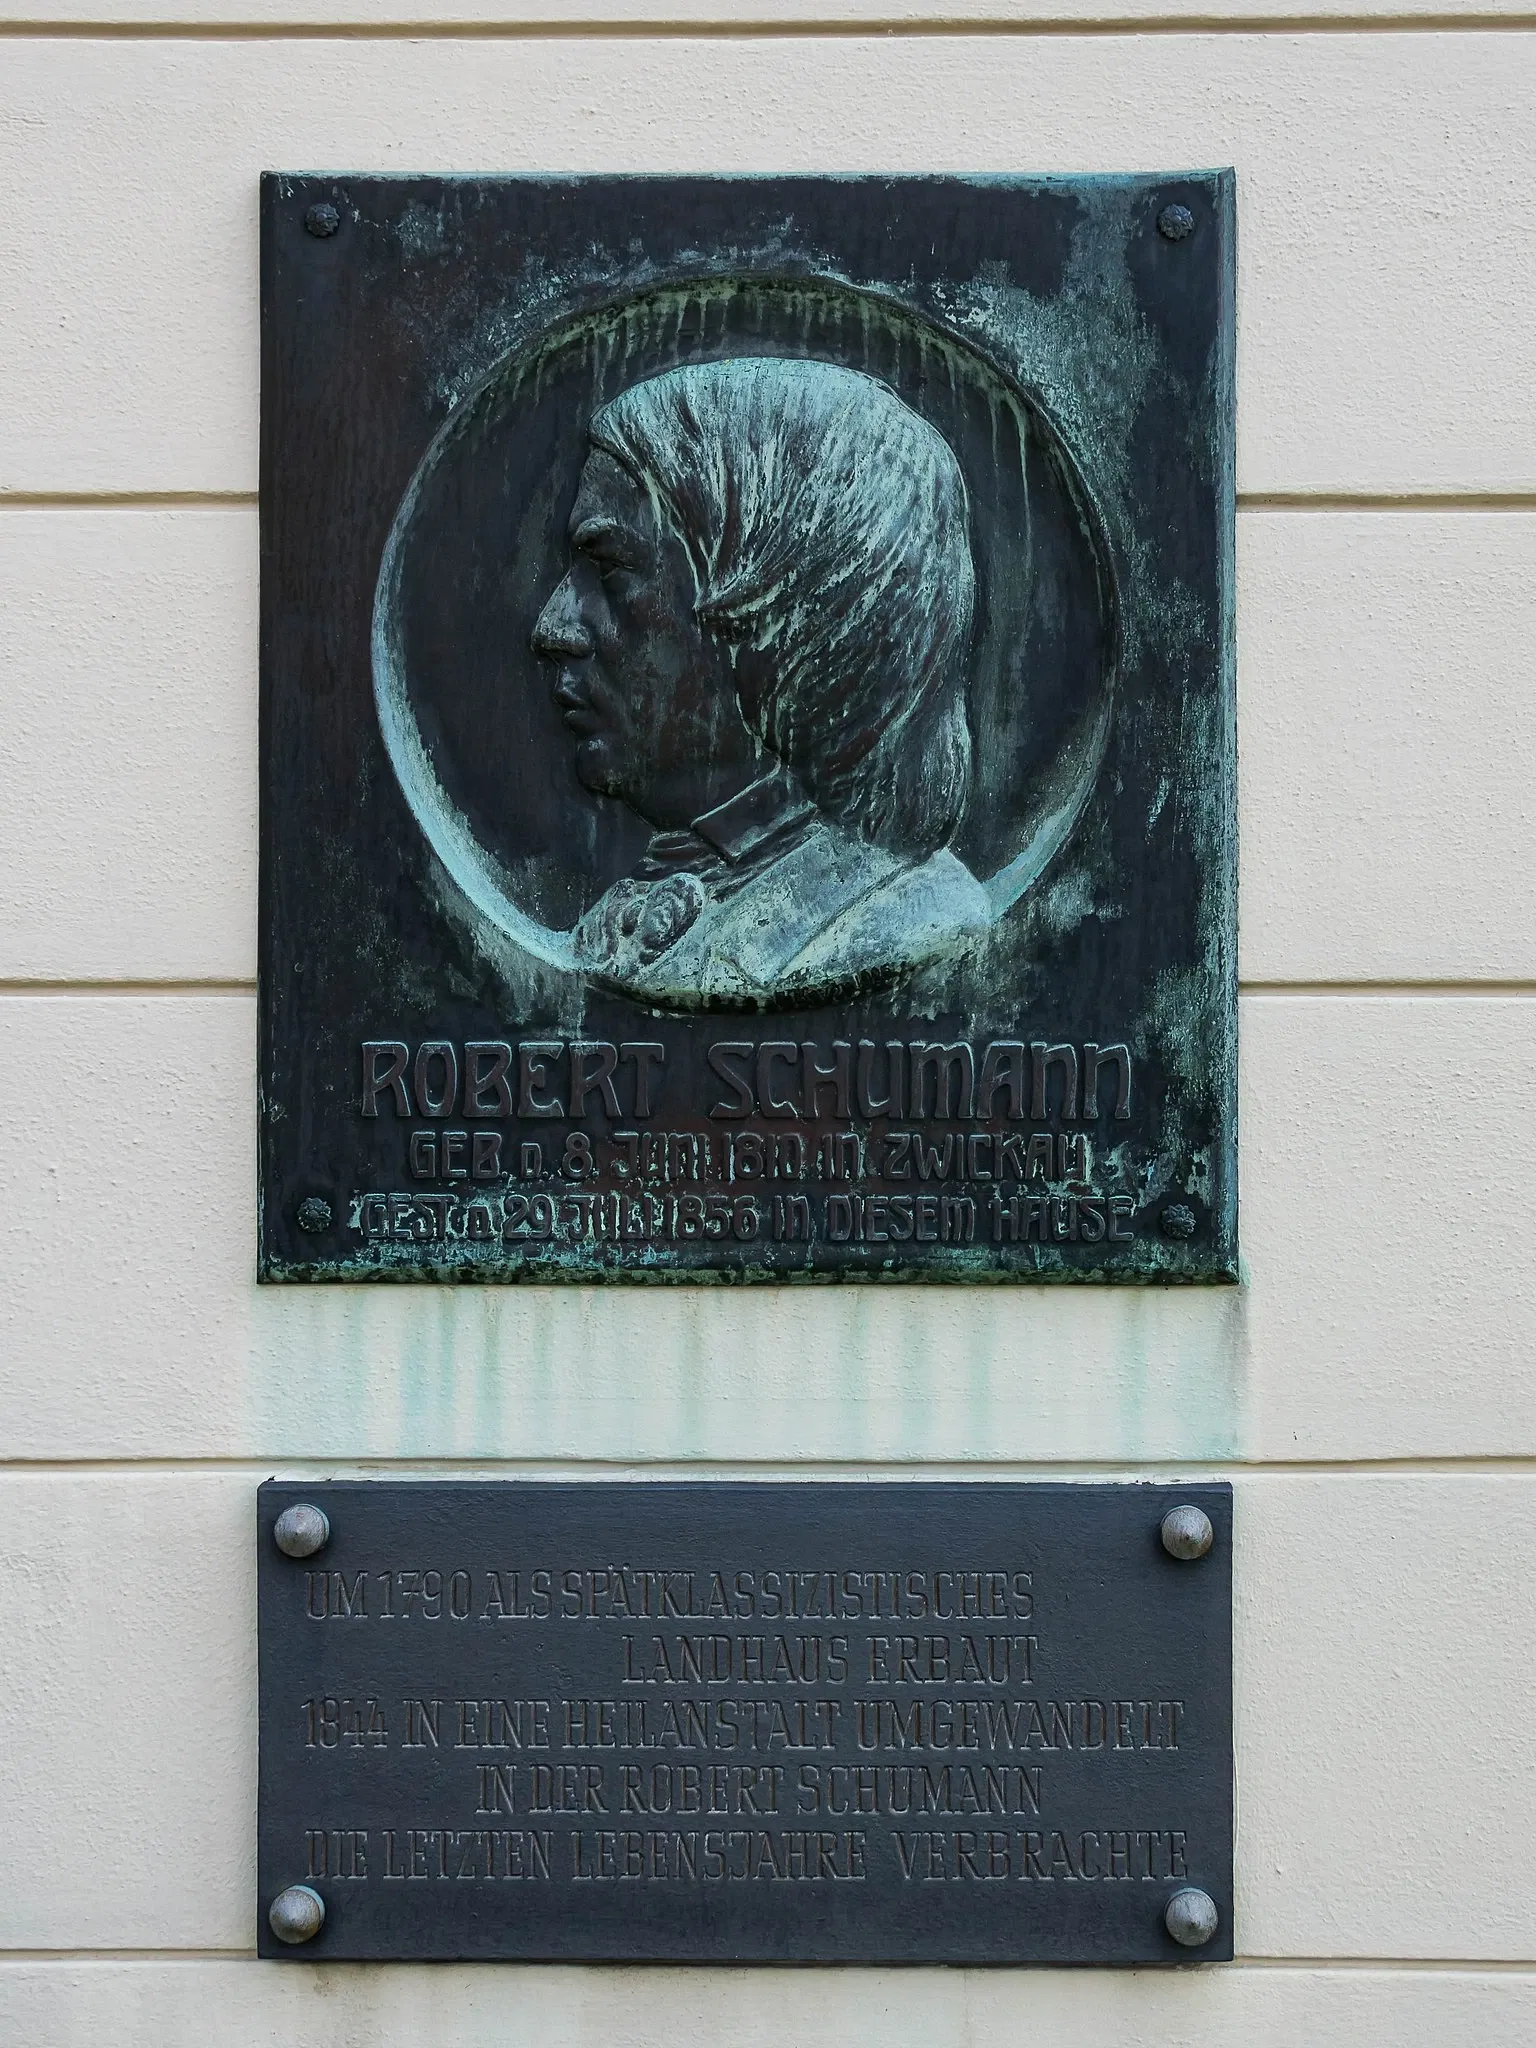 ROBERT SCHUMANN
GEB. D. 8. JUNI 1810 IN ZWICKAU
GEST. D. 29. JULI 1856 IN DIESEM HAUSE
UM 1790 ALS SPÄTKLASSIZISTISCHES
LANDHAUS ERBAUT
1844 IN EINE HEILANSTALT UMGEWANDELT
IN DER ROBERT SCHUMANN
DIE LETZTEN LEBENSJAHRE VERBRACHTE